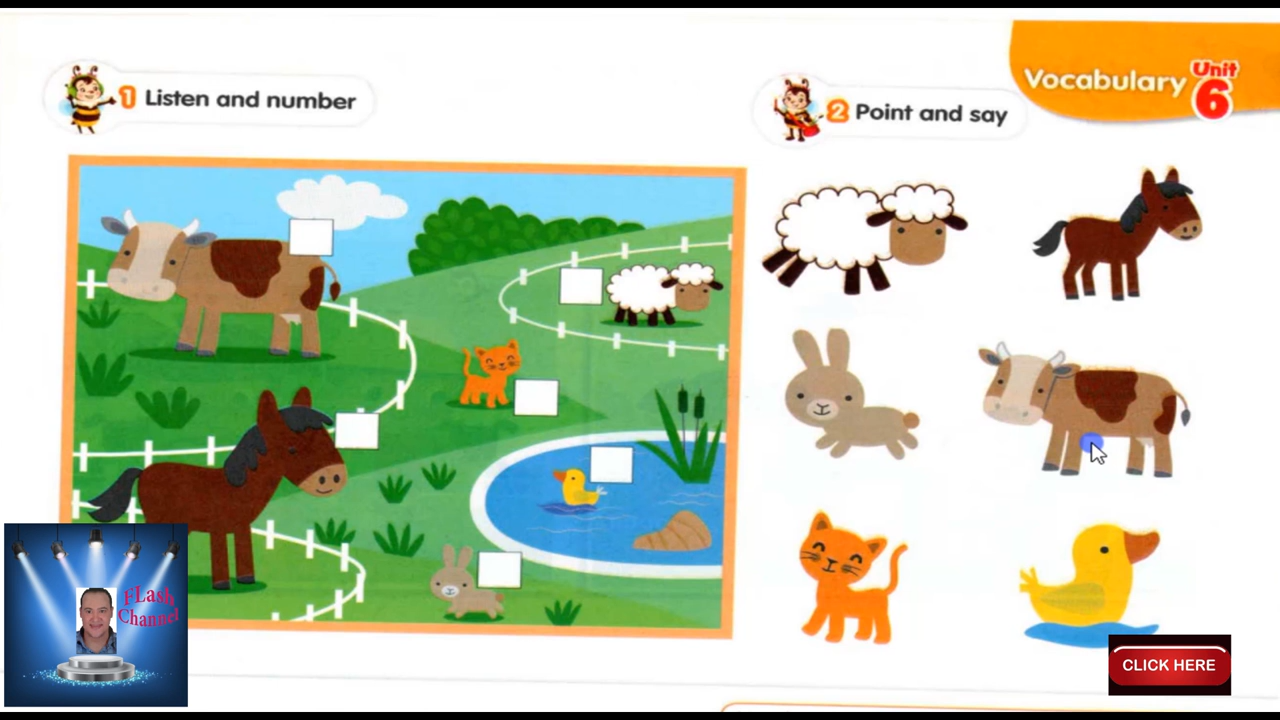 1 Listen and number
2 Point and say
Vocabulary Unit 6
FLash
Channel
CLICK HERE